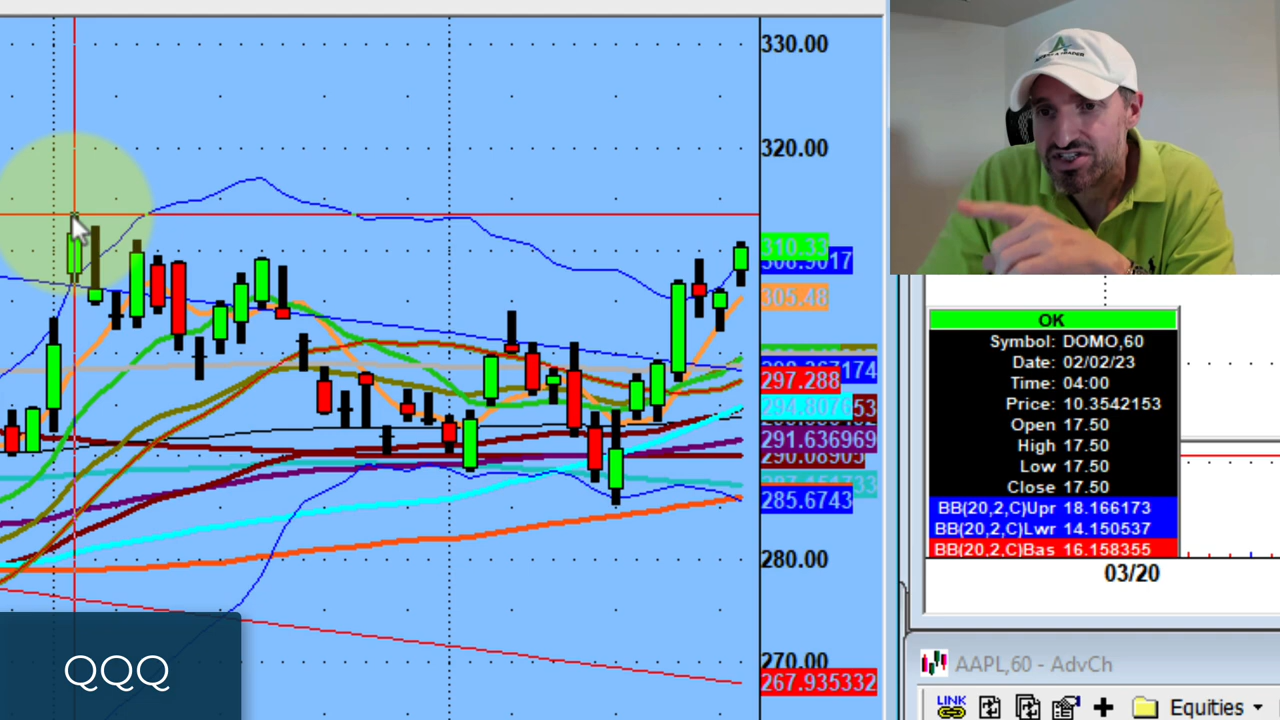 330.00
320.00
310.33
305.48
297.288
291.636969
285.6743
280.00
270.00
267.935332
QQQ
OK
Symbol: DOMO,60
Date: 02/02/23
Time: 04:00
Price: 10.3542153
Open 17.50
High 17.50
Low 17.50
Close 17.50
BB(20,2,C)Upr 18.166173
BB(20,2,C)Lwr 14.150537
BB(20,2,C)Bas 16.158355
03/20
AAPL,60 - AdvCh
LINK
Equities